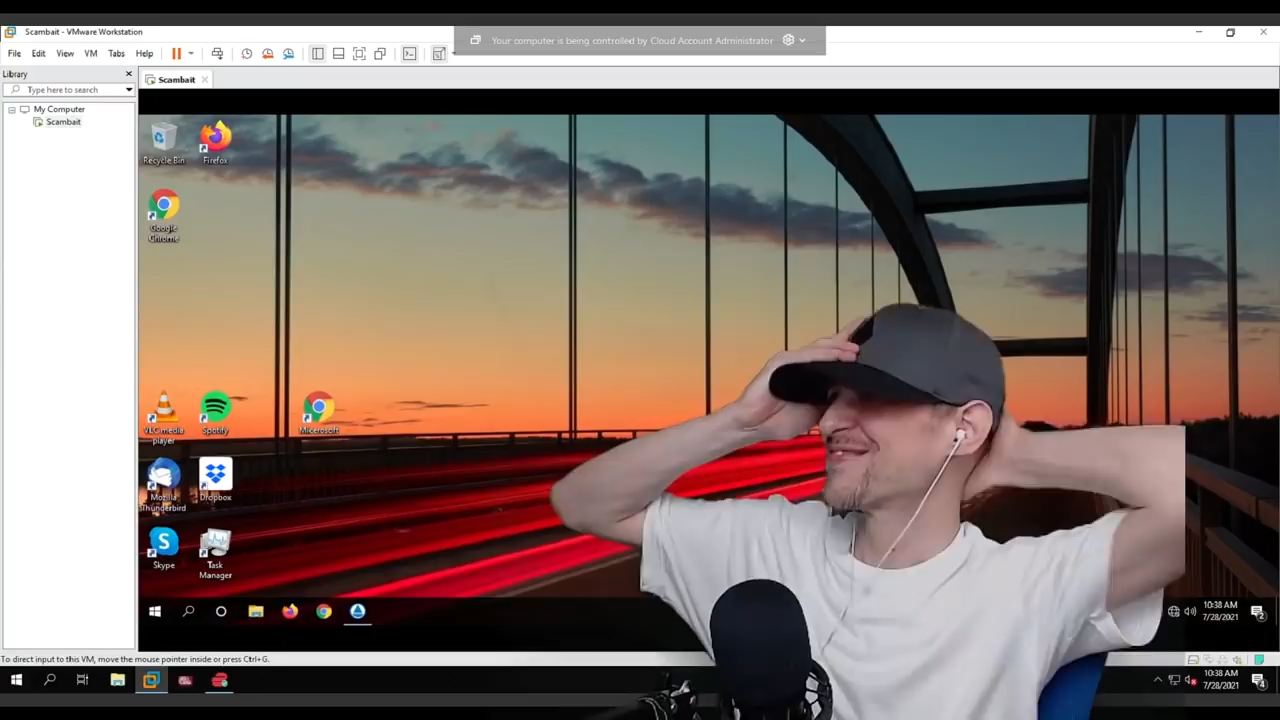 Scambait - VMware Workstation
Your computer is being controlled by Cloud Account Administrator
File Edit View VM Tabs Help
Library
Scambait
Type here to search
My Computer
Scambait
Recycle Bin
Firefox
Google
Chrome
VLC media
player
Spotify
Micerosoft
Mozilla
Thunderbird
Dropbox
Skype
Task
Manager
10:38 AM
7/28/2021
2
To direct input to this VM, move the mouse pointer inside or press Ctrl+G.
10:38 AM
7/28/2021
4